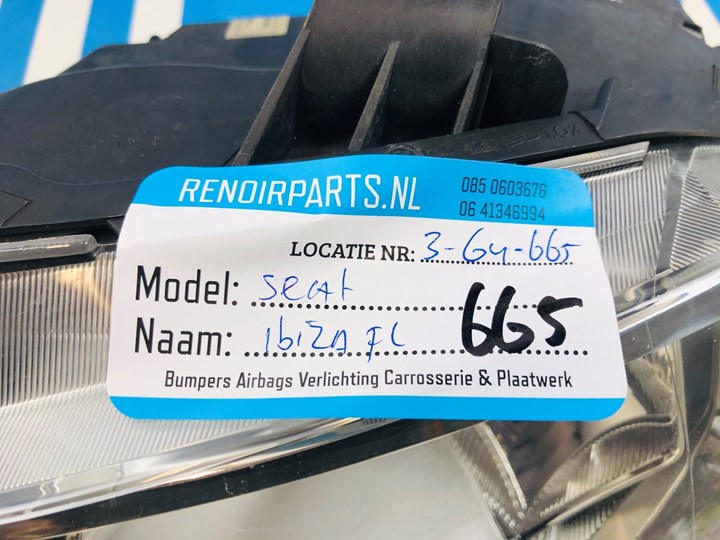 RENOIRPARTS.NL 085 0603676
06 41346994
LOCATIE NR: 3-G4-665
Model: Seat
Naam: ibiza FL 665
Bumpers Airbags Verlichting Carrosserie & Plaatwerk